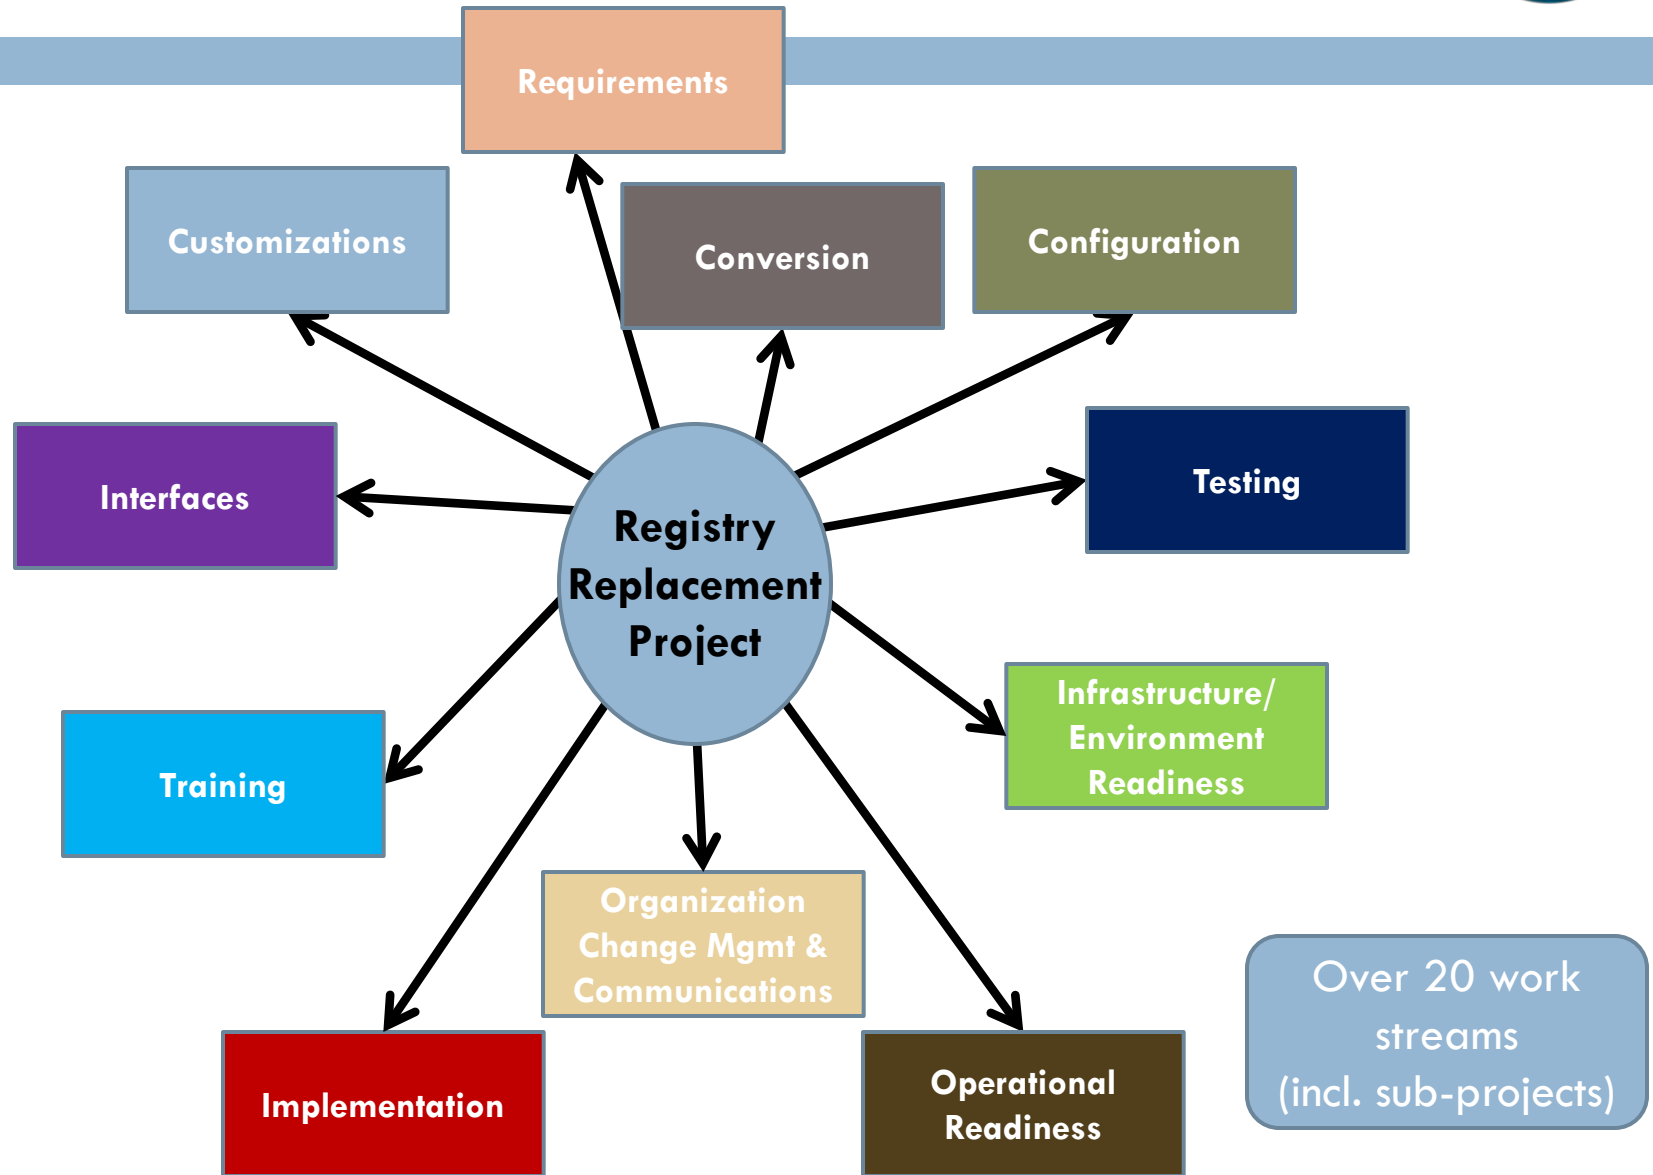 Requirements
Customizations
Conversion
Configuration
Interfaces
Testing
Registry
Replacement
Project
Infrastructure/
Environment
Readiness
Training
Organization
Change Mgmt &
Communications
Implementation
Operational
Readiness
Over 20 work
streams
(incl. sub-projects)